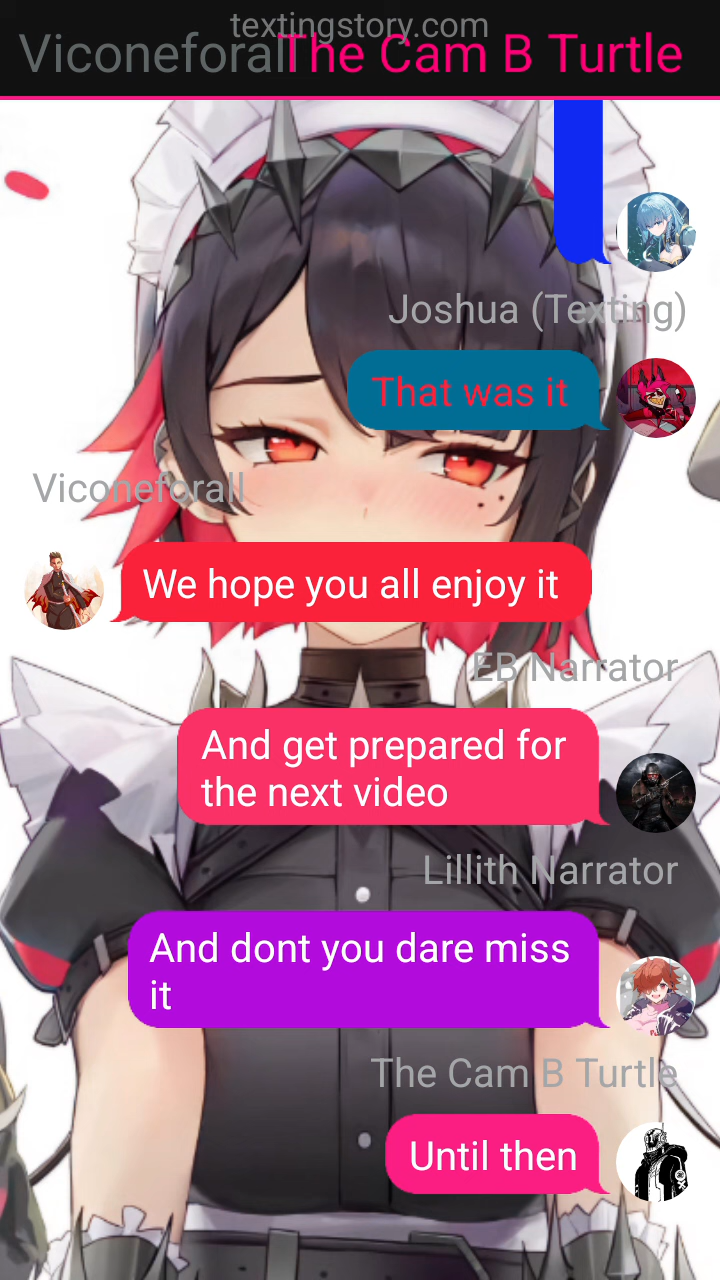 textingstory.com
Viconeforall
The Cam B Turtle
Joshua (Texting)
That was it
Viconeforall
We hope you all enjoy it
EB Narrator
And get prepared for
the next video
Lillith Narrator
And dont you dare miss
it
The Cam B Turtle
Until then